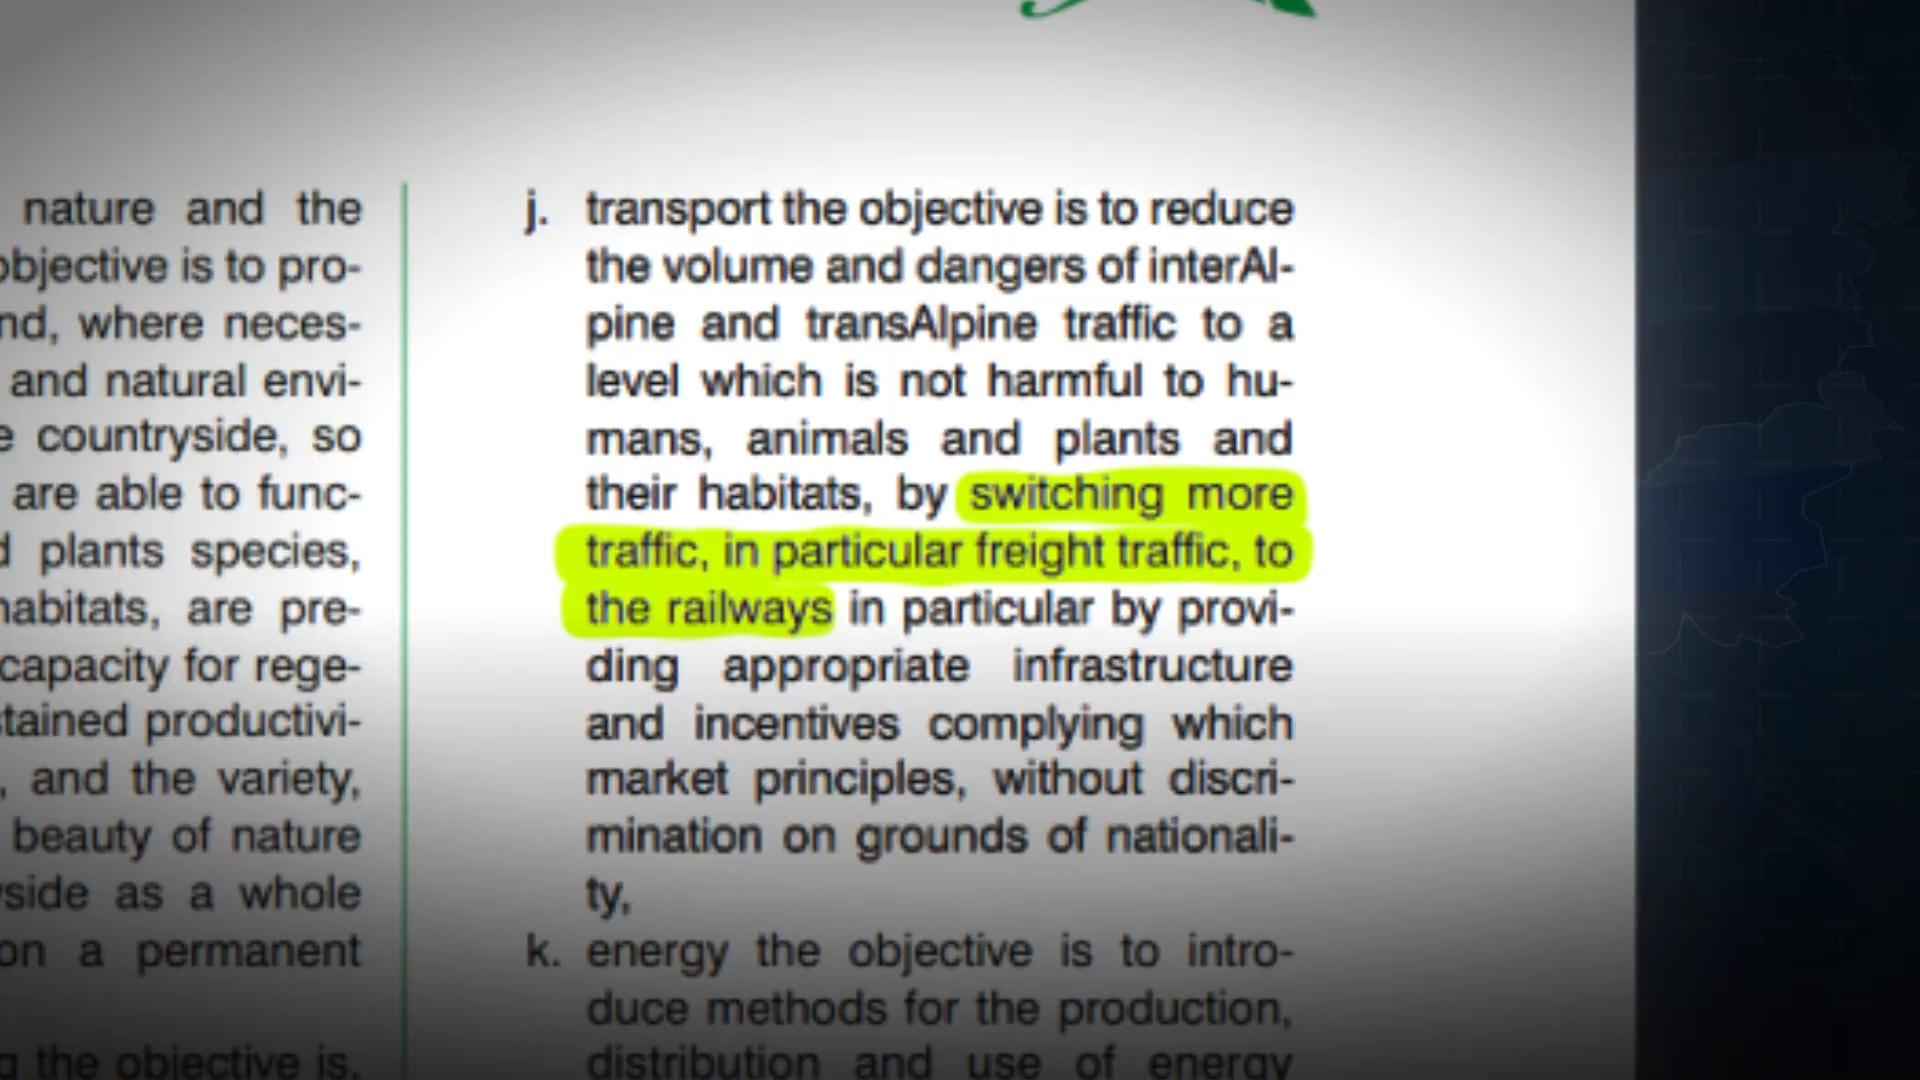 nature and the
objective is to pro-
where neces-
and natural envi-
countryside, so
are able to func-
plants species,
habitats, are pre-
capacity for rege-
productivi-
and the variety,
beauty of nature
as a whole
on a permanent
the objective is,
j. transport the objective is to reduce
the volume and dangers of interAl-
pine and transAlpine traffic to a
level which is not harmful to hu-
mans, animals and plants and
their habitats, by switching more
traffic, in particular freight traffic, to
the railways in particular by provi-
ding appropriate infrastructure
and incentives complying which
market principles, without discri-
mination on grounds of nationali-
ty,
k. energy the objective is to intro-
duce methods for the production,
distribution and use of energy